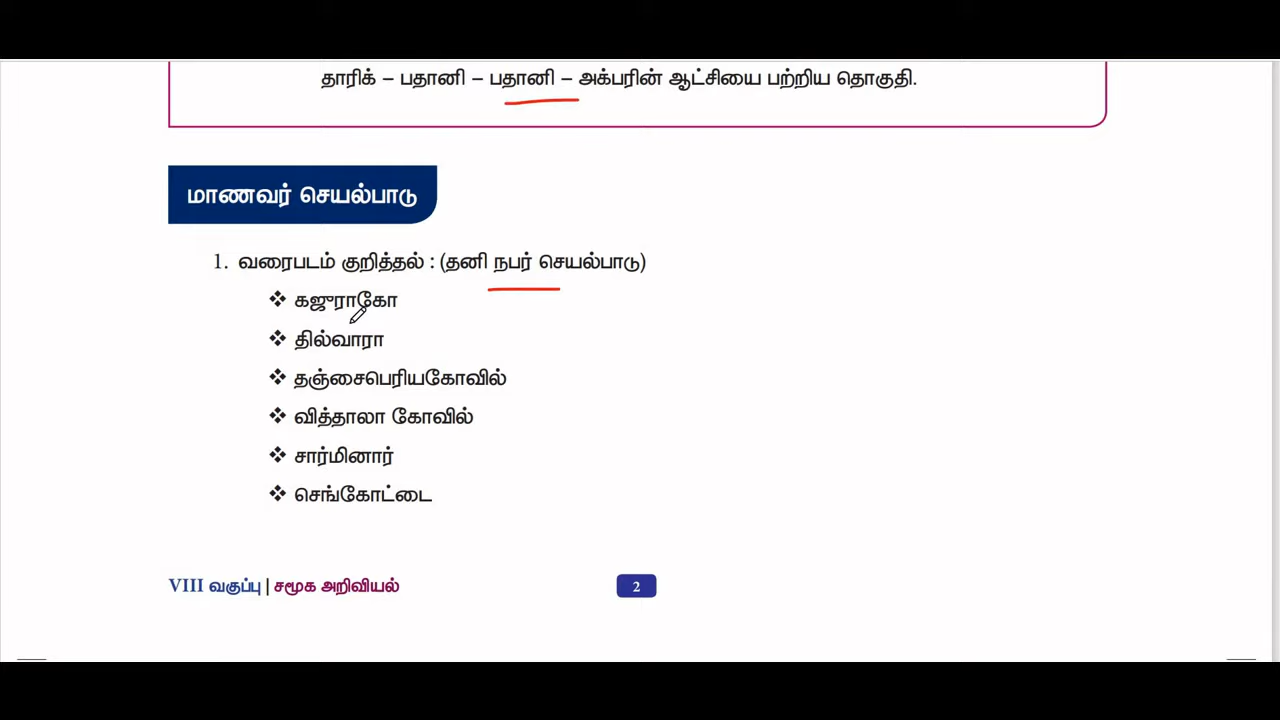 தாரிக் – பதானி – பதானி – அக்பரின் ஆட்சியை பற்றிய தொகுதி.
மாணவர் செயல்பாடு
1. வரைபடம் குறித்தல் : (தனி நபர் செயல்பாடு)
❖ கஜுராகோ
❖ தில்வாரா
❖ தஞ்சைபெரியகோவில்
❖ வித்தாலா கோவில்
❖ சார்மினார்
❖ செங்கோட்டை
VIII வகுப்பு | சமூக அறிவியல்
2